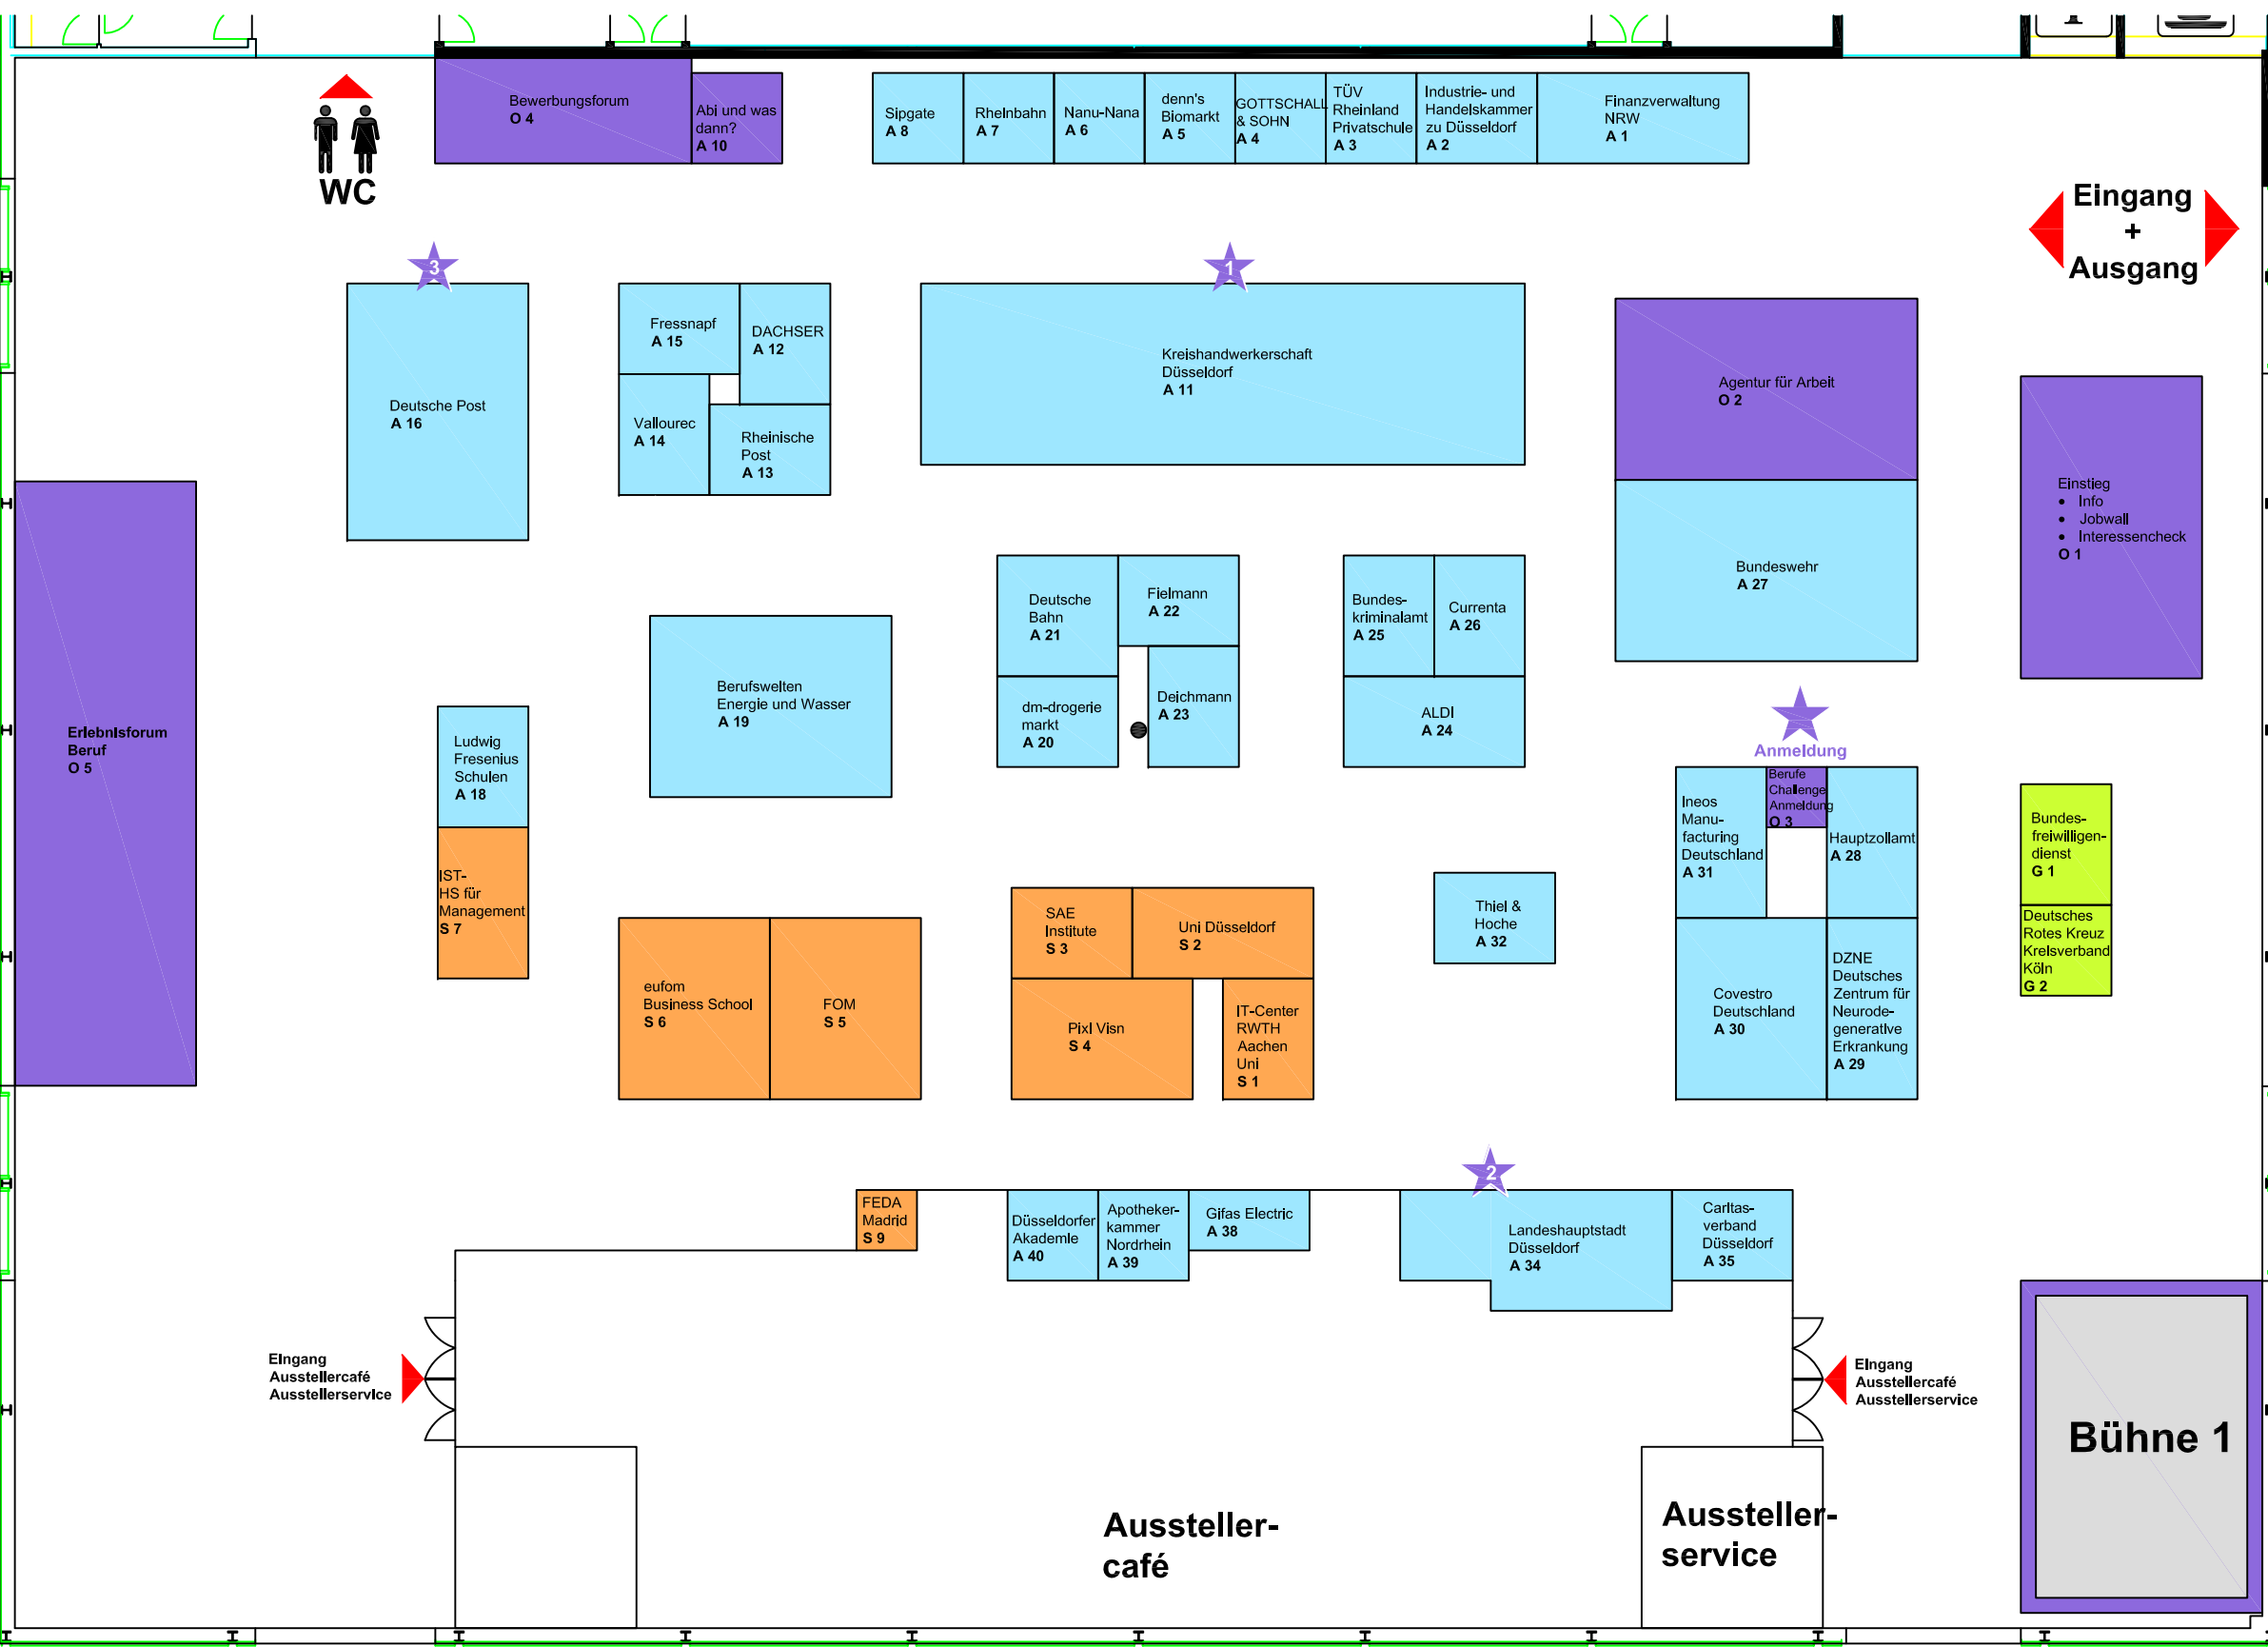 WC
Bewerbungsforum
O 4
Abi und was
dann?
A 10
Sipgate
A 8
Rheinbahn
A 7
Nanu-Nana
A 6
denn's
Biomarkt
A 5
GOTTSCHALL
& SOHN
A 4
TÜV
Rheinland
Privatschule
A 3
Industrie- und
Handelskammer
zu Düsseldorf
A 2
Finanzverwaltung
NRW
A 1
Eingang
+
Ausgang
3
1
Deutsche Post
A 16
Fressnapf
A 15
DACHSER
A 12
Vallourec
A 14
Rheinische
Post
A 13
Kreishandwerkerschaft
Düsseldorf
A 11
Agentur für Arbeit
O 2
Bundeswehr
A 27
Einstieg
• Info
• Jobwall
• Interessencheck
O 1
Erlebnisforum
Beruf
O 5
Deutsche
Bahn
A 21
Fielmann
A 22
dm-drogerie
markt
A 20
Deichmann
A 23
Bundes-
kriminalamt
A 25
Currenta
A 26
ALDI
A 24
Berufswelten
Energie und Wasser
A 19
Ludwig
Fresenius
Schulen
A 18
IST-
HS für
Management
S 7
Anmeldung
Ineos
Manu-
facturing
Deutschland
A 31
Berufe
Challenge
Anmeldung
O 3
Hauptzollamt
A 28
Covestro
Deutschland
A 30
DZNE
Deutsches
Zentrum für
Neurode-
generative
Erkrankung
A 29
Bundes-
freiwilligen-
dienst
G 1
Deutsches
Rotes Kreuz
Kreisverband
Köln
G 2
Thiel &
Hoche
A 32
eufom
Business School
S 6
FOM
S 5
SAE
Institute
S 3
Uni Düsseldorf
S 2
Pixl Visn
S 4
IT-Center
RWTH
Aachen
Uni
S 1
2
FEDA
Madrid
S 9
Düsseldorfer
Akademie
A 40
Apotheker-
kammer
Nordrhein
A 39
Gifas Electric
A 38
Landeshauptstadt
Düsseldorf
A 34
Caritas-
verband
Düsseldorf
A 35
Eingang
Ausstellercafé
Ausstellerservice
Eingang
Ausstellercafé
Ausstellerservice
Aussteller-
café
Aussteller-
service
Bühne 1